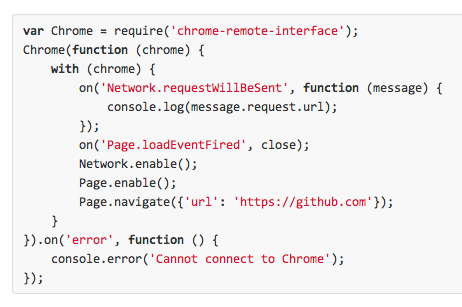 var Chrome = require('chrome-remote-interface');
Chrome(function (chrome) {
    with (chrome) {
        on('Network.requestWillBeSent', function (message) {
            console.log(message.request.url);
        });
        on('Page.loadEventFired', close);
        Network.enable();
        Page.enable();
        Page.navigate({'url': 'https://github.com'});
    }
}).on('error', function () {
    console.error('Cannot connect to Chrome');
});